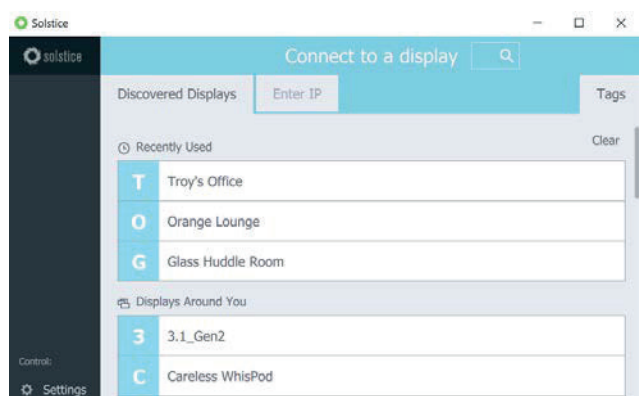 Solstice
solstice
Connect to a display
Discovered Displays
Enter IP
Tags
Recently Used
Clear
T Troy's Office
O Orange Lounge
G Glass Huddle Room
Displays Around You
3 3.1_Gen2
C Careless WhisPod
Control:
Settings